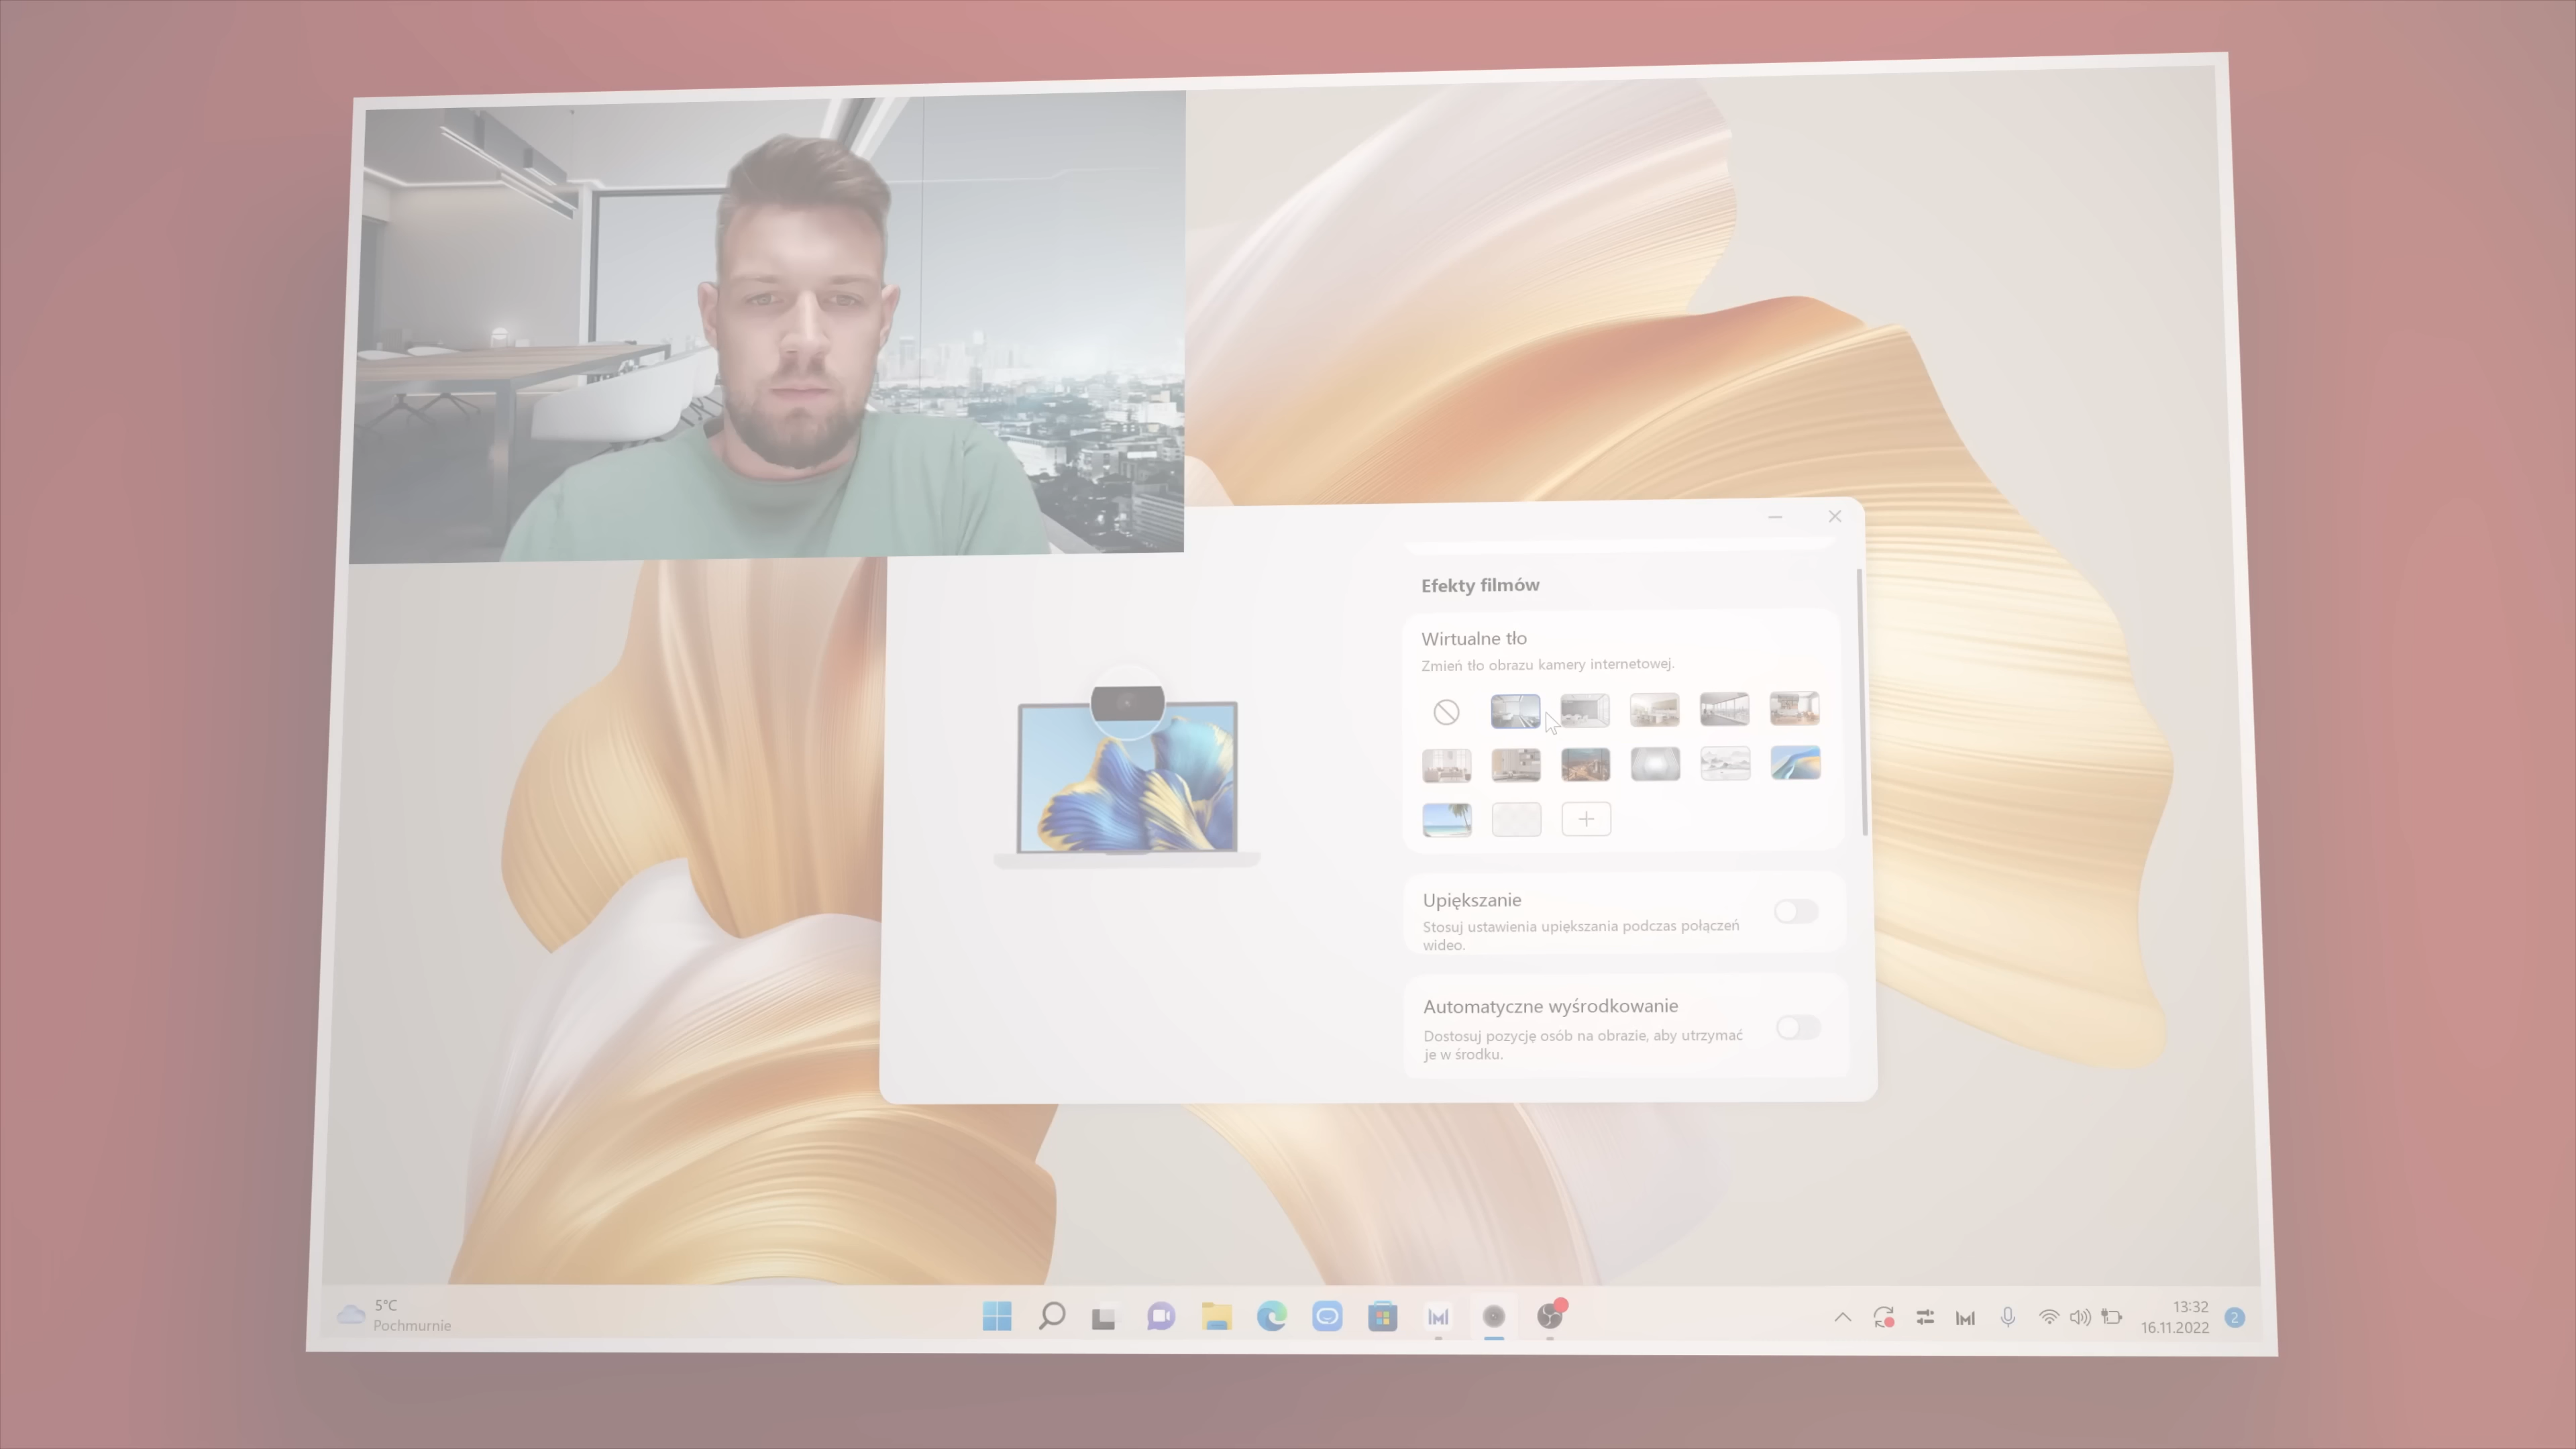 Efekty filmów
Wirtualne tło
Zmień tło obrazu kamery internetowej.
Upiększanie
Stosuj ustawienia upiększania podczas połączeń
wideo.
Automatyczne wyśrodkowanie
Dostosuj pozycję osób na obrazie, aby utrzymać
je w środku.
5°C
Pochmurnie
13:32
16.11.2022
2